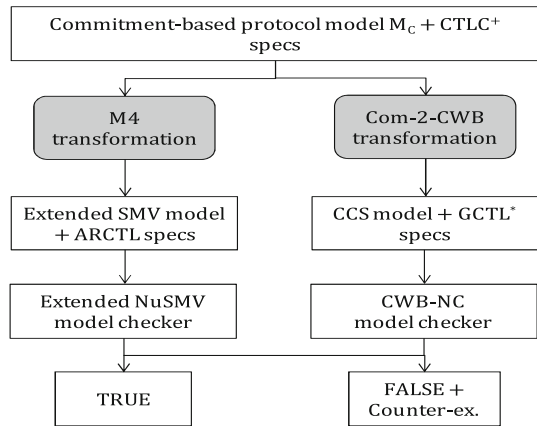 Commitment-based protocol model M_C + CTLC⁺
specs
M4
transformation
Com-2-CWB
transformation
Extended SMV model
+ ARCTL specs
CCS model + GCTL*
specs
Extended NuSMV
model checker
CWB-NC
model checker
TRUE
FALSE +
Counter-ex.